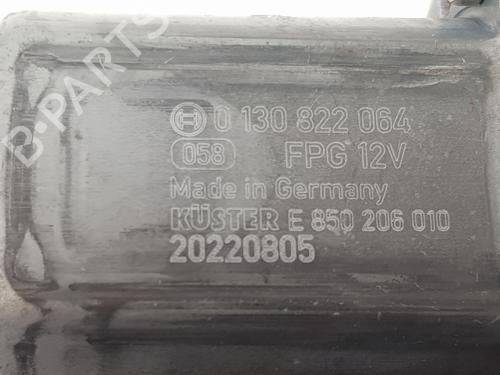 0 130 822 064
058 FPG 12V
Made in Germany
KÜSTER E 850 206 010
20220805
B-PARTS